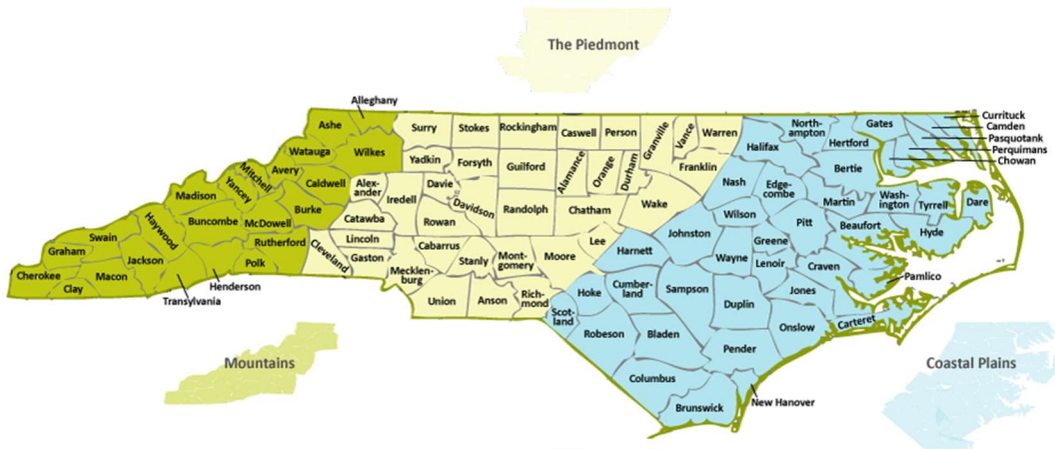 The Piedmont
Alleghany
Ashe
Surry
Stokes
Rockingham
Caswell
Person
Granville
Vance
Warren
North-
ampton
Gates
Currituck
Camden
Pasquotank
Perquimans
Chowan
Watauga
Wilkes
Yadkin
Forsyth
Guilford
Alamance
Orange
Durham
Franklin
Halifax
Hertford
Bertie
Mitchell
Avery
Caldwell
Alex-
ander
Iredell
Davie
Davidson
Randolph
Chatham
Wake
Nash
Edge-
combe
Martin
Wash-
ington
Tyrrell
Dare
Madison
Yancey
Burke
Catawba
Rowan
Wilson
Pitt
Beaufort
Hyde
Buncombe
McDowell
Haywood
Swain
Rutherford
Lincoln
Cabarrus
Lee
Johnston
Greene
Graham
Jackson
Polk
Cleveland
Gaston
Stanly
Mont-
gomery
Moore
Harnett
Wayne
Lenoir
Craven
Pamlico
Cherokee
Macon
Clay
Henderson
Transylvania
Mecklen-
burg
Union
Anson
Rich-
mond
Hoke
Cumber-
land
Sampson
Duplin
Jones
Scot-
land
Robeson
Bladen
Onslow
Carteret
Pender
Mountains
Coastal Plains
Columbus
Brunswick
New Hanover